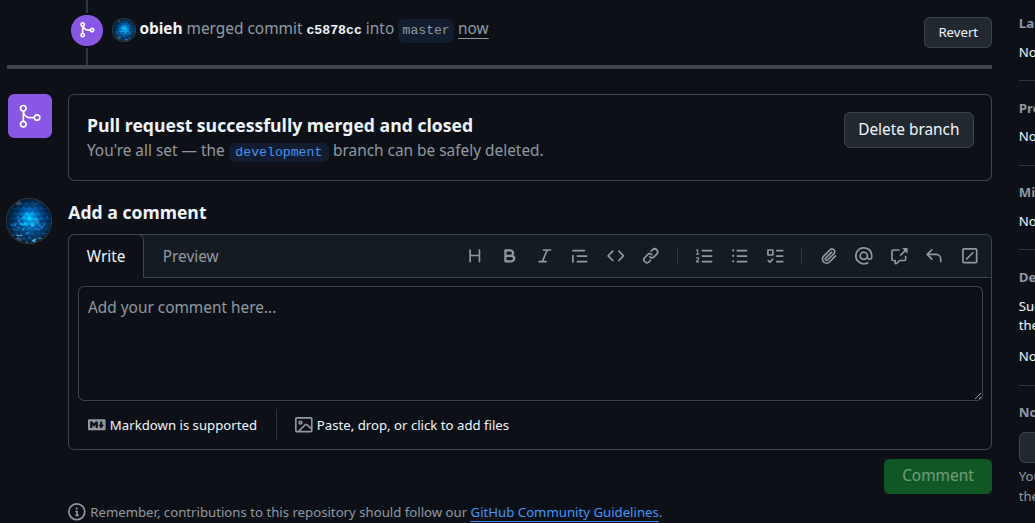 obieh merged commit c5878cc into master now
Revert
Pull request successfully merged and closed
You're all set — the development branch can be safely deleted.
Delete branch
Add a comment
Write
Preview
Add your comment here...
Markdown is supported
Paste, drop, or click to add files
Comment
Remember, contributions to this repository should follow our GitHub Community Guidelines.
La
No
Pr
No
Mi
No
De
Su
the
No
No
Yo
the